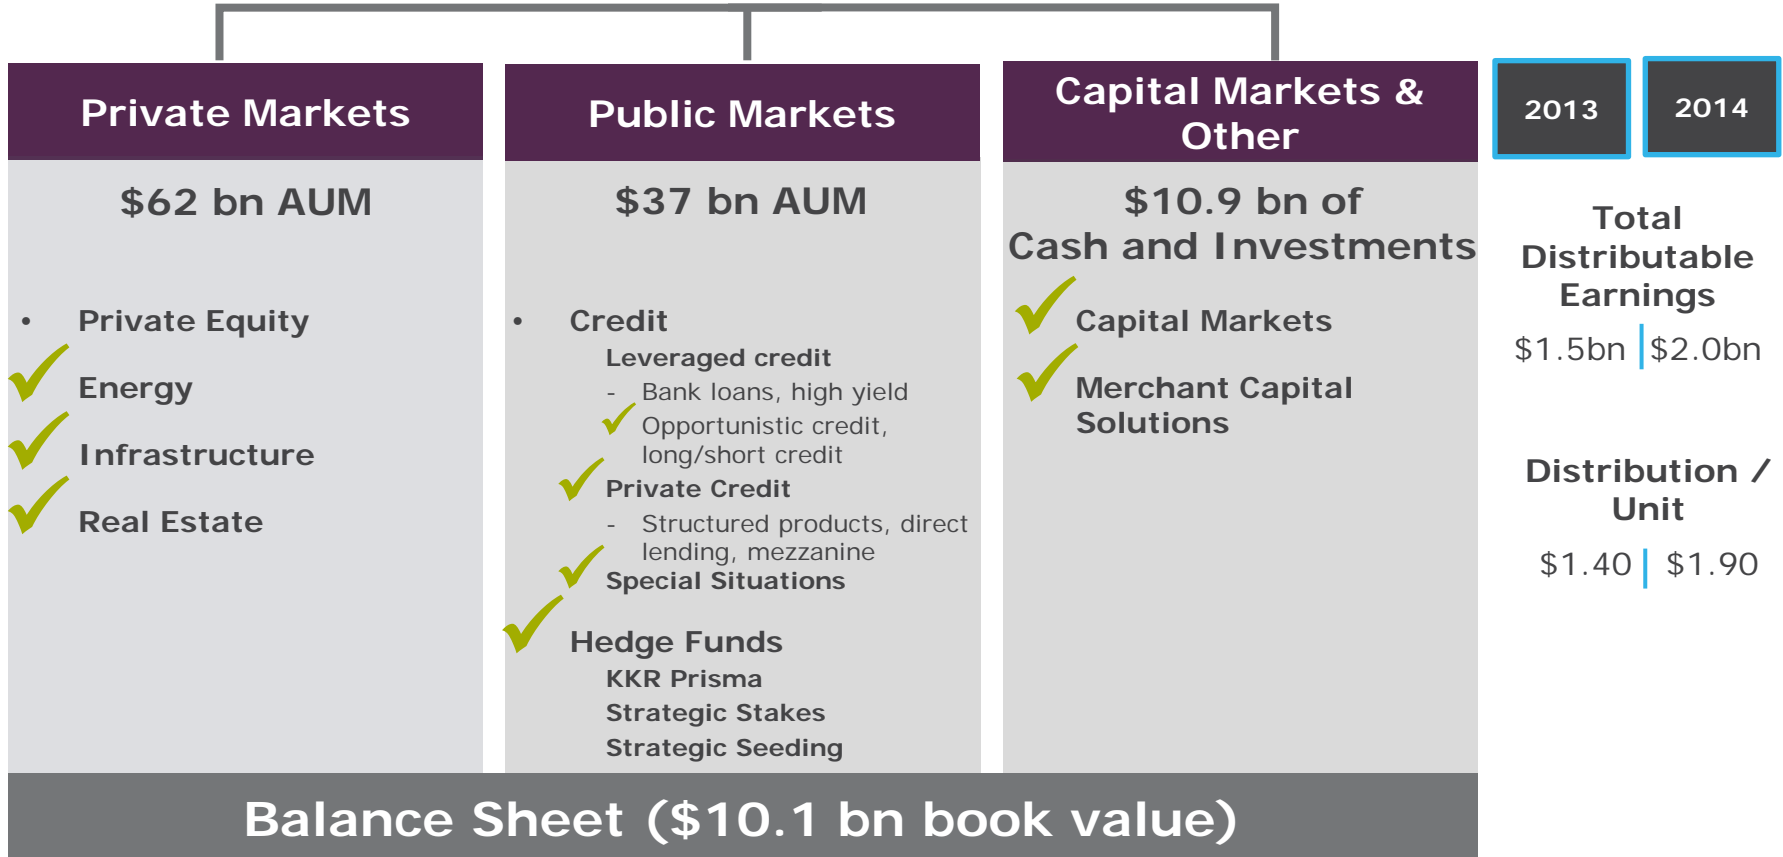 Private Markets
$62 bn AUM
• Private Equity
Energy
Infrastructure
Real Estate
Public Markets
$37 bn AUM
• Credit
Leveraged credit
- Bank loans, high yield
Opportunistic credit,
long/short credit
Private Credit
- Structured products, direct
lending, mezzanine
Special Situations
Hedge Funds
KKR Prisma
Strategic Stakes
Strategic Seeding
Capital Markets &
Other
$10.9 bn of
Cash and Investments
Capital Markets
Merchant Capital
Solutions
Balance Sheet ($10.1 bn book value)
2013 2014
Total
Distributable
Earnings
$1.5bn $2.0bn
Distribution /
Unit
$1.40 $1.90